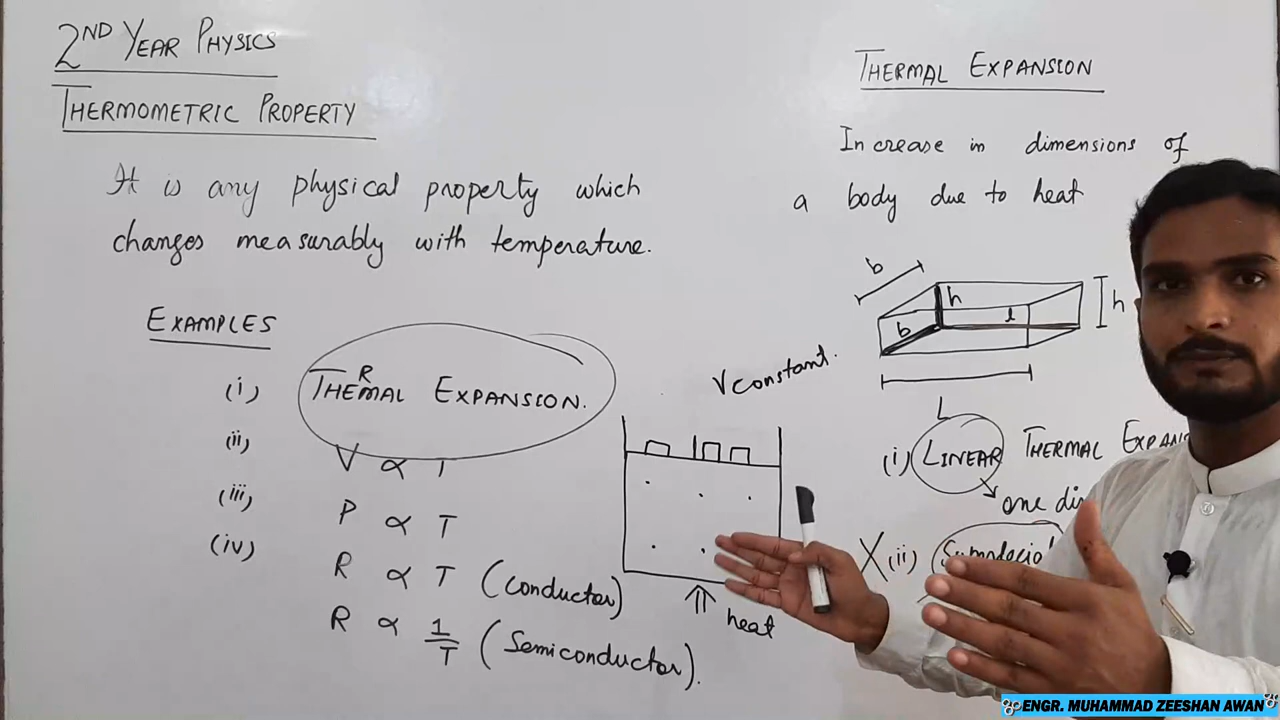 2ND YEAR PHYSICS
THERMOMETRIC PROPERTY
It is any physical property which
changes measurably with temperature.
EXAMPLES
(i) THERMAL EXPANSION.
(ii) V ∝ T
(iii) P ∝ T
(iv) R ∝ T (conductor)
R ∝ 1/T (Semiconductor).
V constant.
heat
THERMAL EXPANSION
Increase in dimensions of
a body due to heat
b
h
b
l
h
L
(i) LINEAR THERMAL
one
X (ii)
ENGR. MUHAMMAD ZEESHAN AWAN